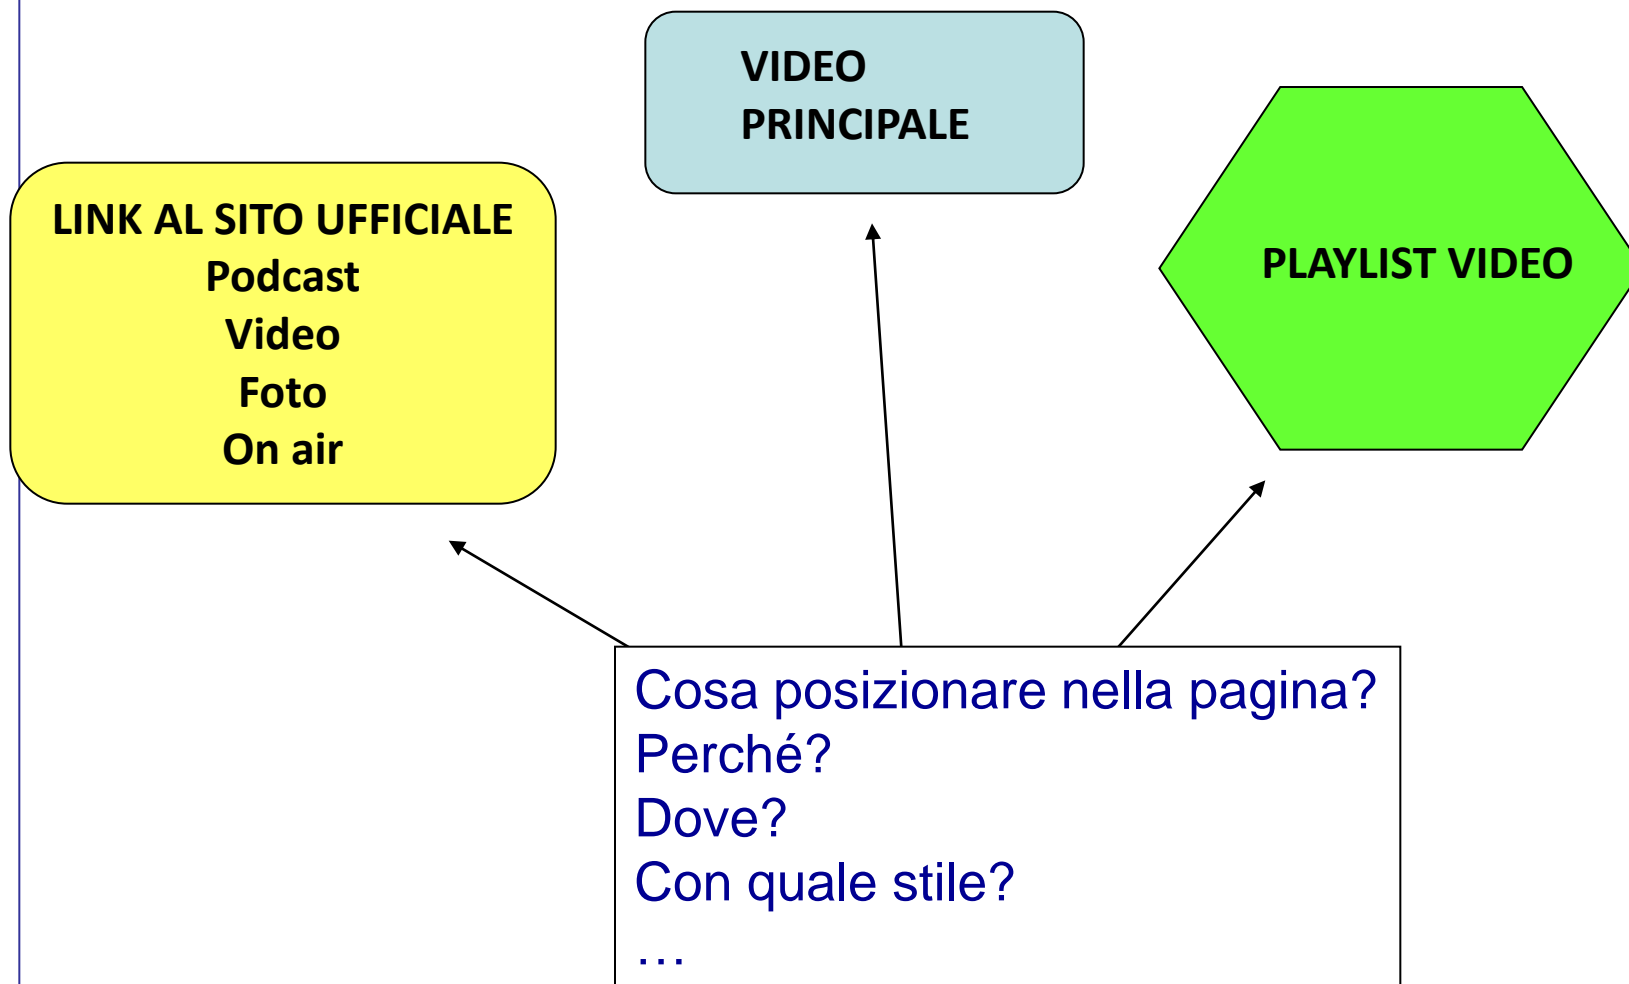 VIDEO
PRINCIPALE
LINK AL SITO UFFICIALE
Podcast
Video
Foto
On air
PLAYLIST VIDEO
Cosa posizionare nella pagina?
Perché?
Dove?
Con quale stile?
…